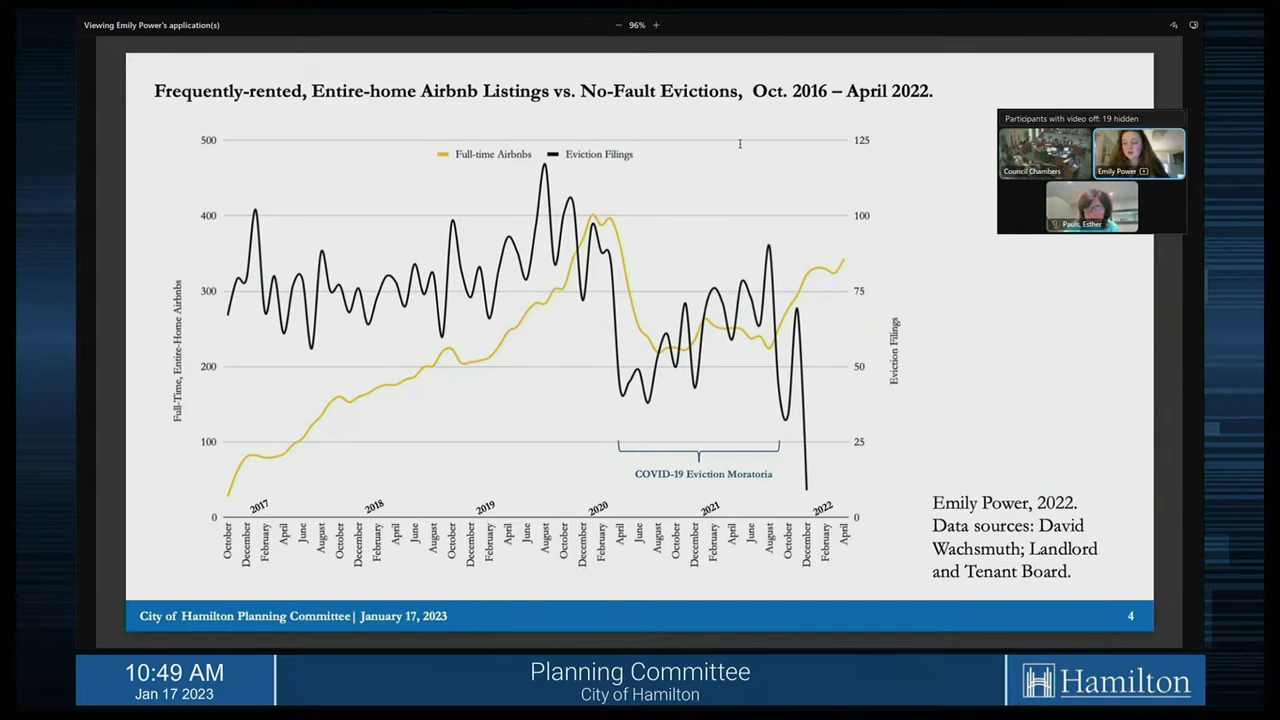 Viewing Emily Power's application(s)
96%
Frequently-rented, Entire-home Airbnb Listings vs. No-Fault Evictions, Oct. 2016 – April 2022.
Participants with video off: 19 hidden
Council Chambers
Emily Power
Pauls, Esther
Full-time Airbnbs
Eviction Filings
500
400
300
200
100
0
125
100
75
50
25
0
Full-Time, Entire-Home Airbnbs
Eviction Filings
COVID-19 Eviction Moratoria
2017
2018
2019
2020
2021
2022
October
December
February
April
June
August
October
December
February
April
June
August
October
December
February
April
June
August
October
December
February
April
June
August
October
December
February
April
June
August
October
December
February
April
Emily Power, 2022.
Data sources: David
Wachsmuth; Landlord
and Tenant Board.
City of Hamilton Planning Committee| January 17, 2023
4
10:49 AM
Jan 17 2023
Planning Committee
City of Hamilton
Hamilton